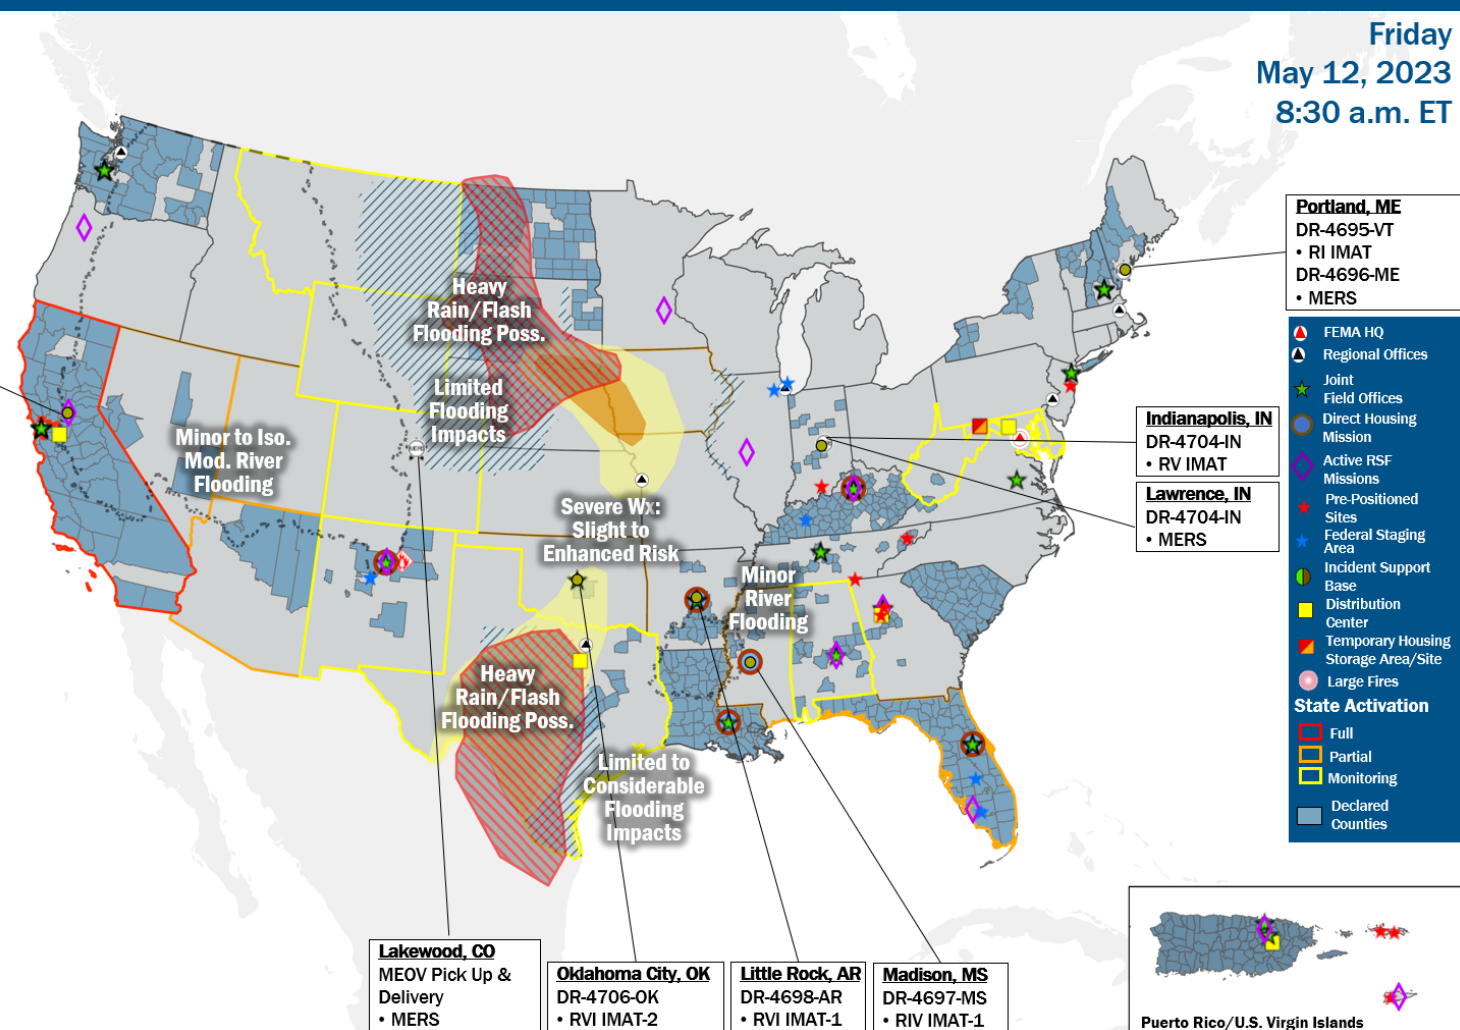 Friday
May 12, 2023
8:30 a.m. ET
Portland, ME
DR-4695-VT
• RI IMAT
DR-4696-ME
• MERS
FEMA HQ
Regional Offices
Joint
Field Offices
Direct Housing
Mission
Active RSF
Missions
Pre-Positioned
Sites
Federal Staging
Area
Incident Support
Base
Distribution
Center
Temporary Housing
Storage Area/Site
Large Fires
State Activation
Full
Partial
Monitoring
Declared
Counties
Heavy
Rain/Flash
Flooding Poss.
Limited
Flooding
Impacts
Minor to Iso.
Mod. River
Flooding
MERS
Severe Wx:
Slight to
Enhanced Risk
Minor
River
Flooding
Indianapolis, IN
DR-4704-IN
• RV IMAT
Lawrence, IN
DR-4704-IN
• MERS
Heavy
Rain/Flash
Flooding Poss.
Limited to
Considerable
Flooding
Impacts
Lakewood, CO
MEOV Pick Up &
Delivery
• MERS
Oklahoma City, OK
DR-4706-OK
• RVI IMAT-2
Little Rock, AR
DR-4698-AR
• RVI IMAT-1
Madison, MS
DR-4697-MS
• RIV IMAT-1
Puerto Rico/U.S. Virgin Islands